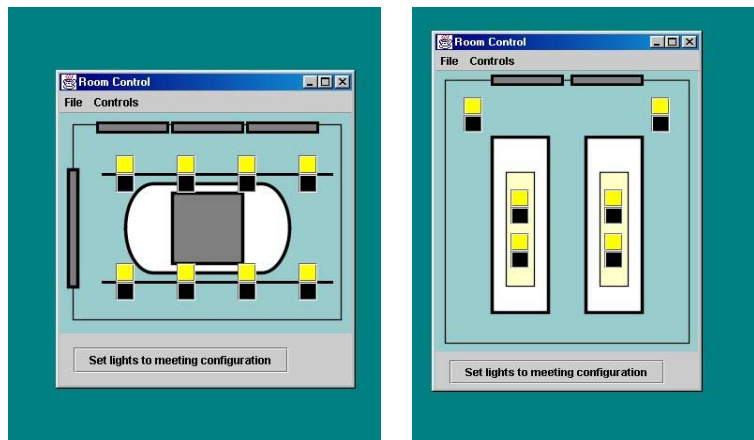 Room Control
File Controls
Set lights to meeting configuration
Room Control
File Controls
Set lights to meeting configuration